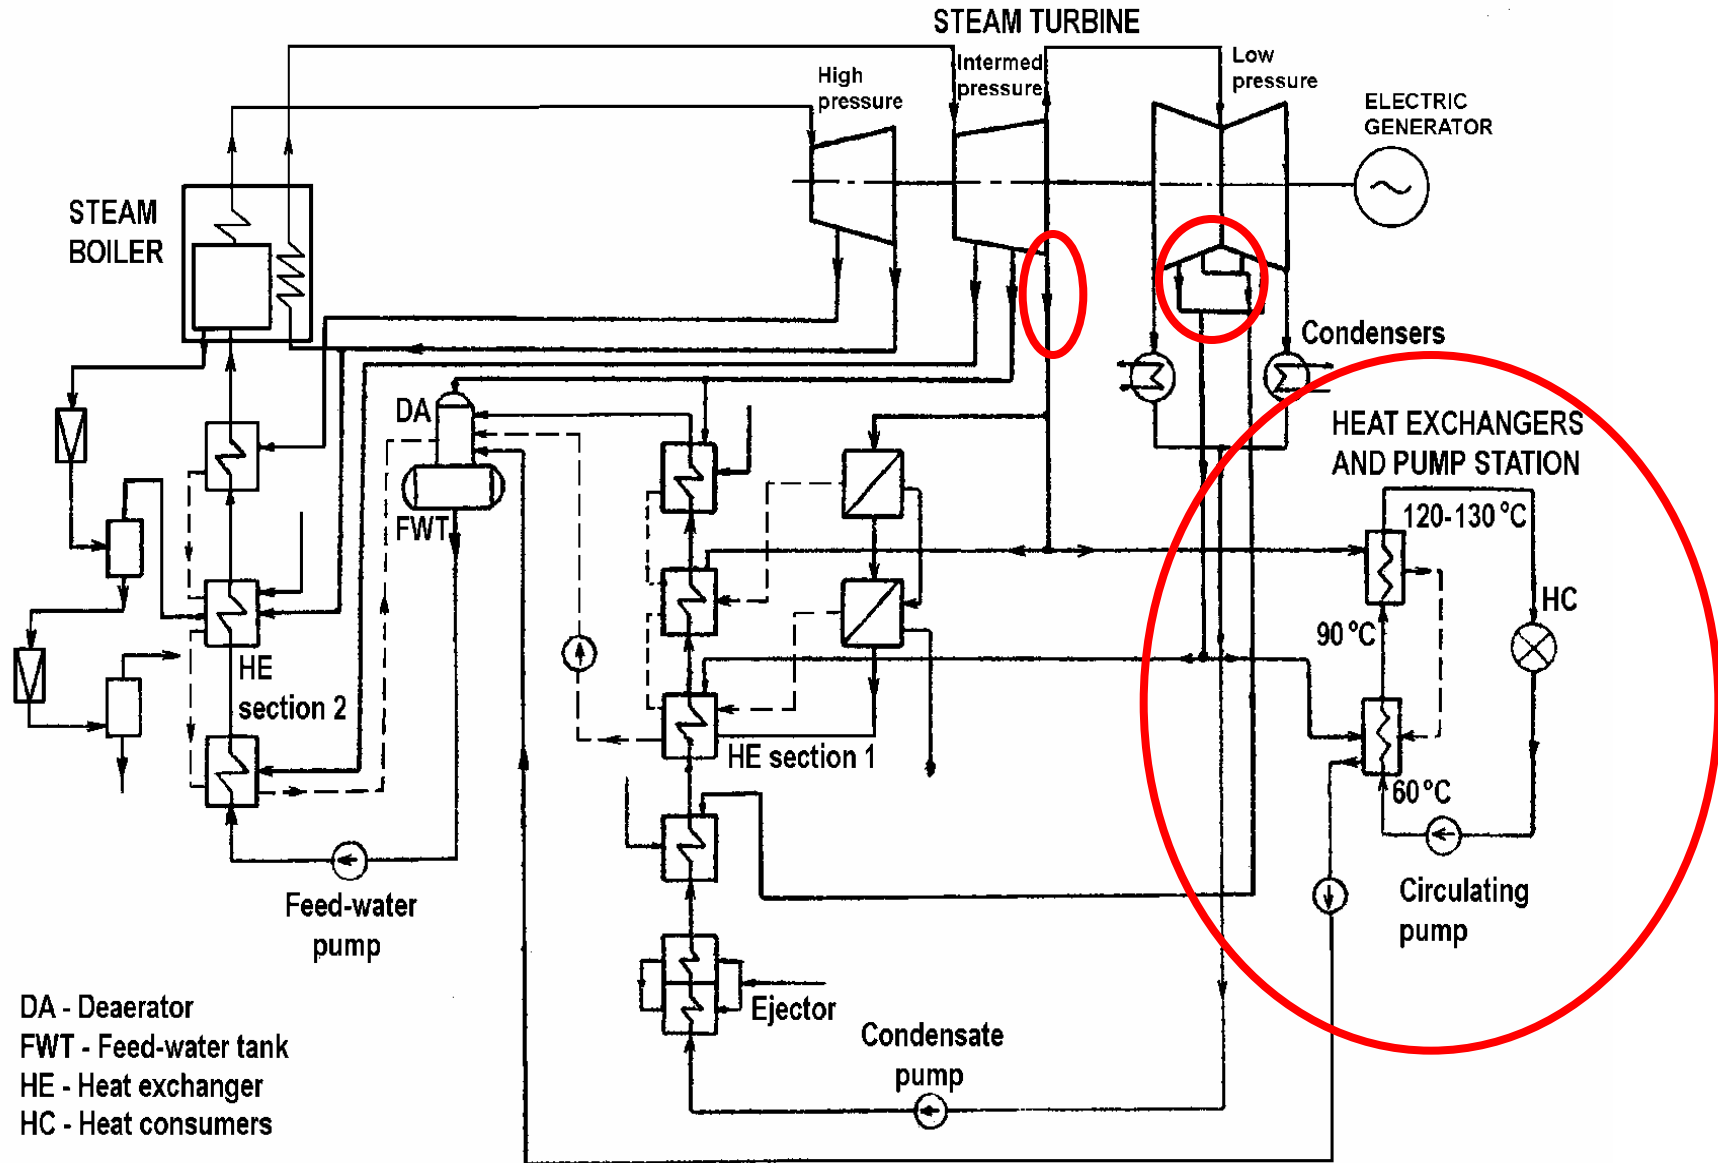 STEAM TURBINE
High
pressure
Intermed
pressure
Low
pressure
ELECTRIC
GENERATOR
STEAM
BOILER
Condensers
DA
FWT
HEAT EXCHANGERS
AND PUMP STATION
120-130 °C
HC
90 °C
60 °C
HE
section 2
HE section 1
Circulating
pump
Feed-water
pump
Ejector
Condensate
pump
DA - Deaerator
FWT - Feed-water tank
HE - Heat exchanger
HC - Heat consumers